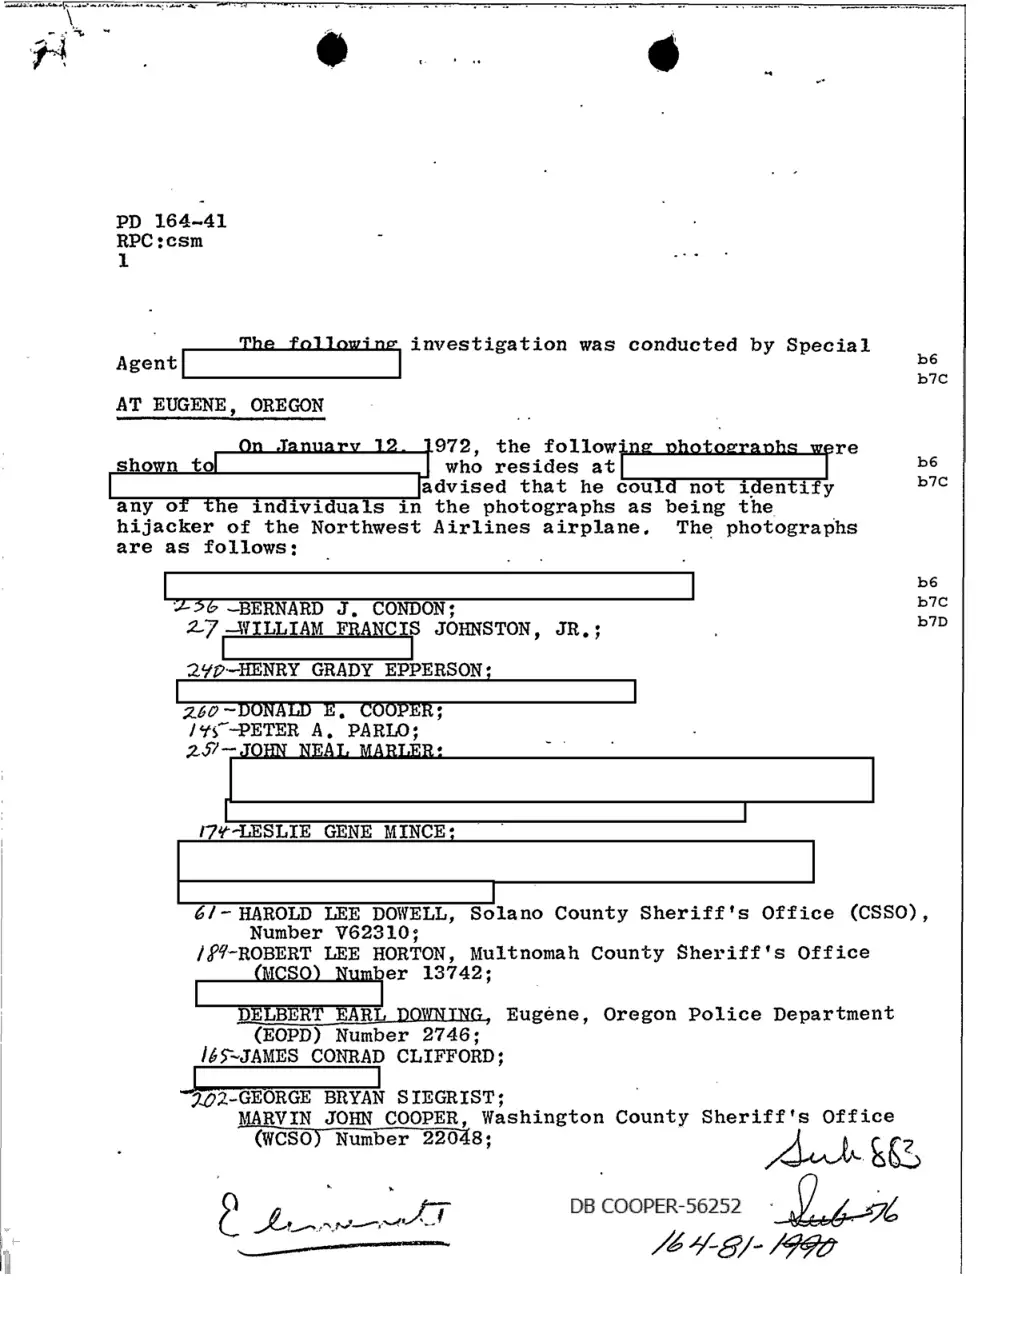 PD 164-41
RPC:csm
1
The following investigation was conducted by Special
Agent
b6
b7C
AT EUGENE, OREGON
On January 12, 1972, the following photographs were
shown to who resides at
b6
advised that he could not identify
b7C
any of the individuals in the photographs as being the
hijacker of the Northwest Airlines airplane. The photographs
are as follows:
b6
b7C
b7D
236 -BERNARD J. CONDON;
27 -WILLIAM FRANCIS JOHNSTON, JR.;
240-HENRY GRADY EPPERSON;
260-DONALD E. COOPER;
145-PETER A. PARLO;
251-JOHN NEAL MARLER;
174-LESLIE GENE MINCE;
61- HAROLD LEE DOWELL, Solano County Sheriff's Office (CSSO),
Number V62310;
189-ROBERT LEE HORTON, Multnomah County Sheriff's Office
(MCSO) Number 13742;
DELBERT EARL DOWNING, Eugene, Oregon Police Department
(EOPD) Number 2746;
165-JAMES CONRAD CLIFFORD;
202-GEORGE BRYAN SIEGRIST;
MARVIN JOHN COOPER, Washington County Sheriff's Office
(WCSO) Number 22048;
Sub 883
Eliminate
DB COOPER-56252
Sub 76
164-81-1990